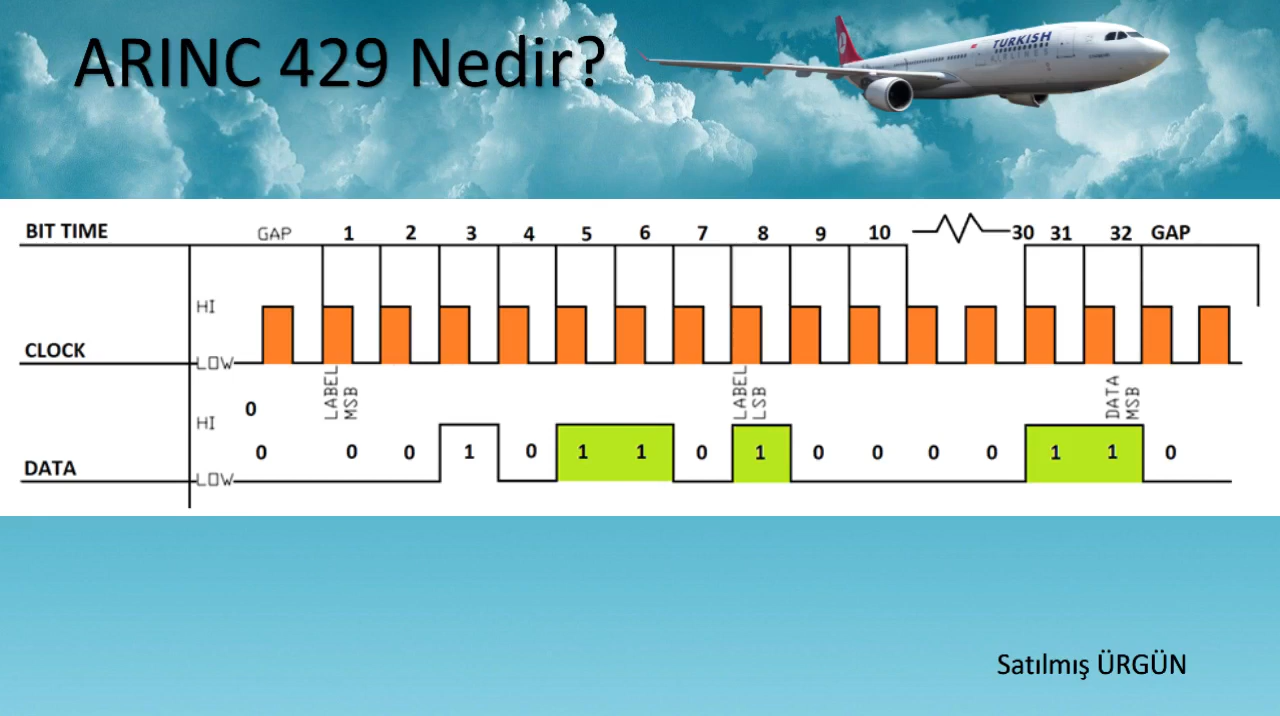 ARINC 429 Nedir?
TURKISH
BIT TIME GAP 1 2 3 4 5 6 7 8 9 10 30 31 32 GAP
HI
CLOCK
LOW
LABEL MSB LABEL LSB DATA MSB
0
HI
0 0 0 1 0 1 1 0 1 0 0 0 0 1 1 0
DATA
LOW
Satılmış ÜRGÜN